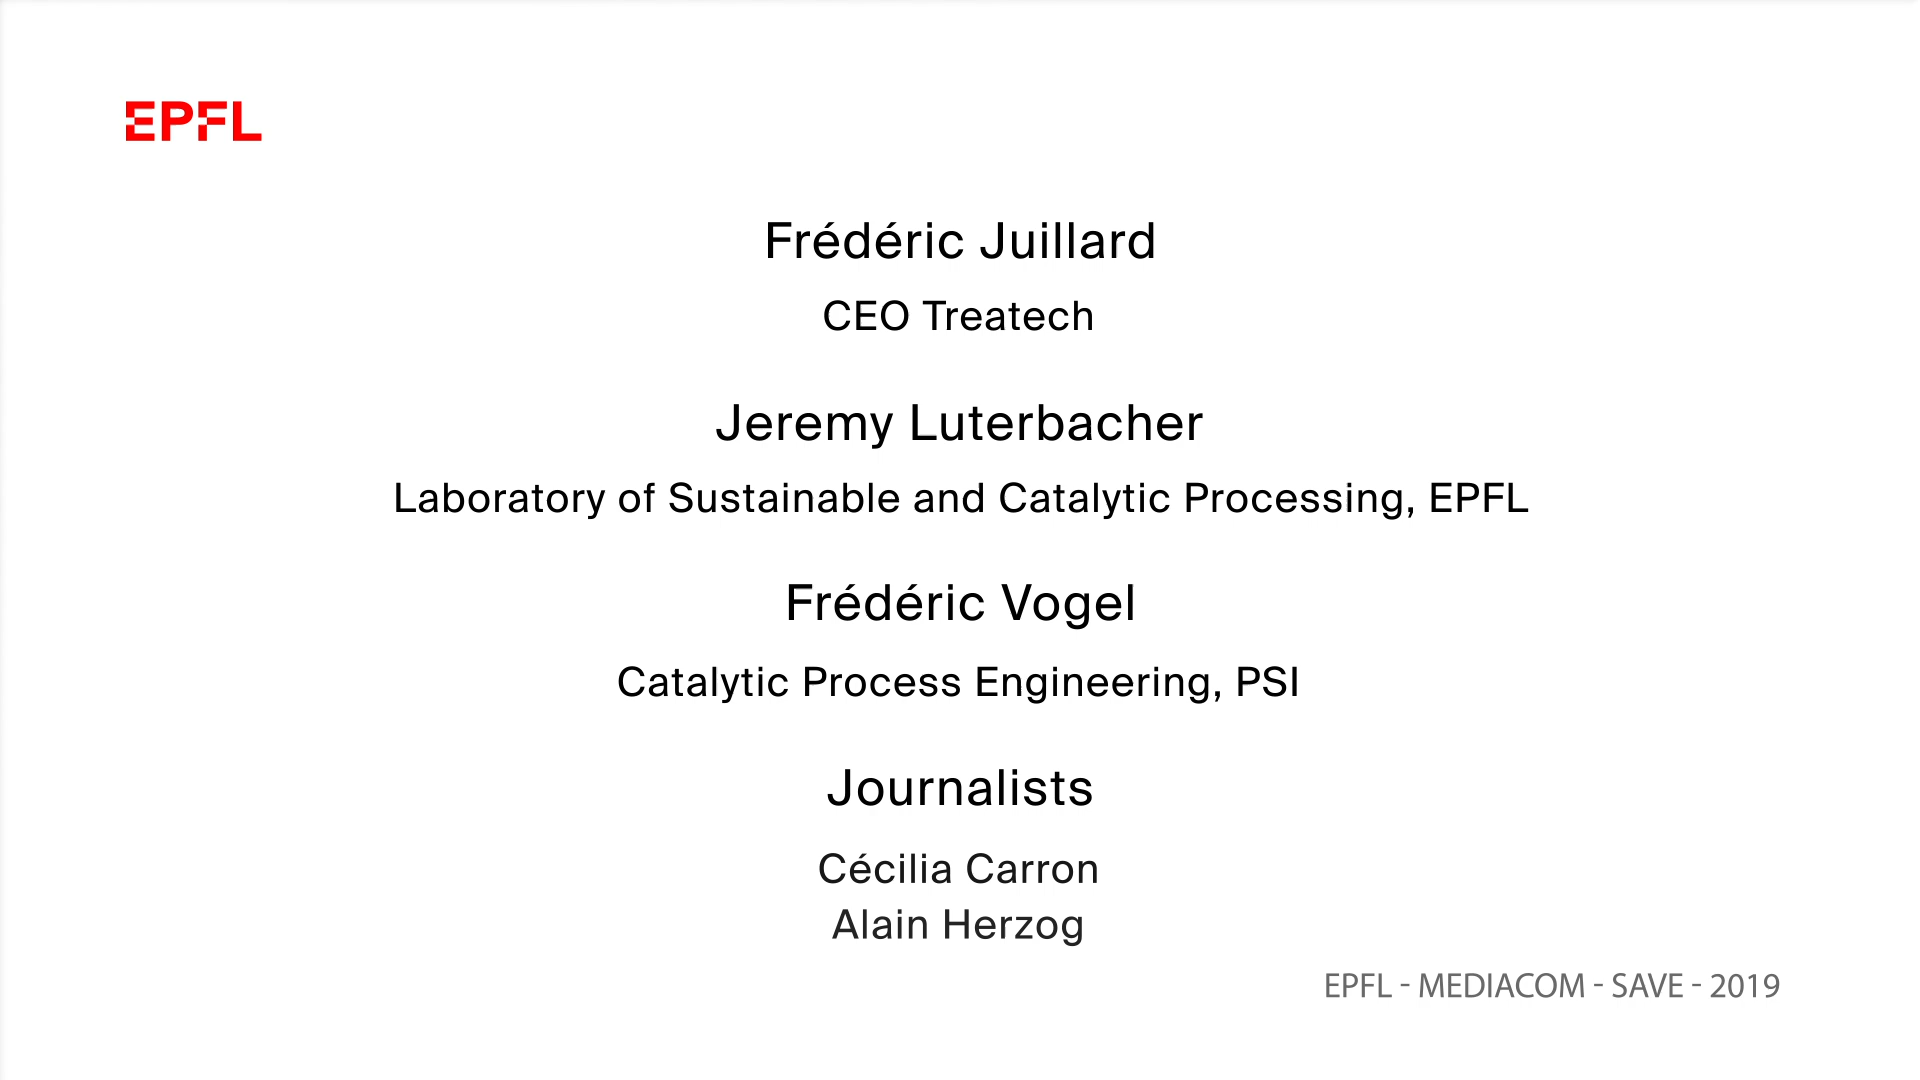 EPFL
Frédéric Juillard
CEO Treatech
Jeremy Luterbacher
Laboratory of Sustainable and Catalytic Processing, EPFL
Frédéric Vogel
Catalytic Process Engineering, PSI
Journalists
Cécilia Carron
Alain Herzog
EPFL - MEDIACOM - SAVE - 2019